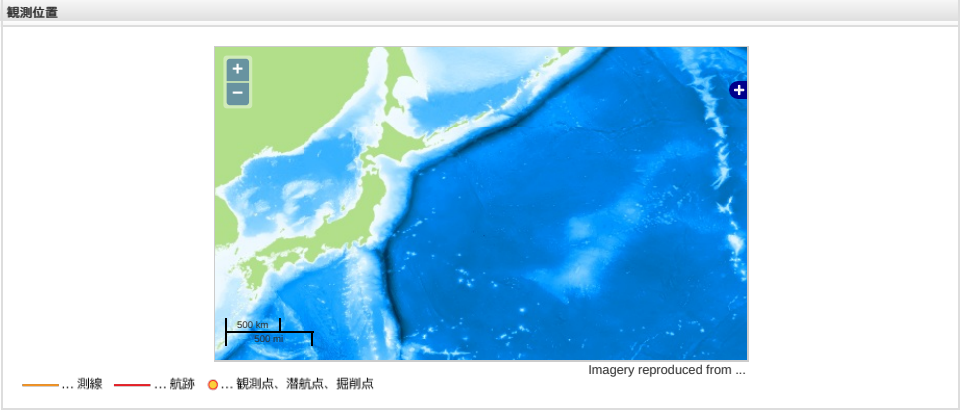 観測位置
+
−
+
500 km
500 mi
Imagery reproduced from ...
... 測線 ... 航跡 ... 観測点、潜航点、掘削点